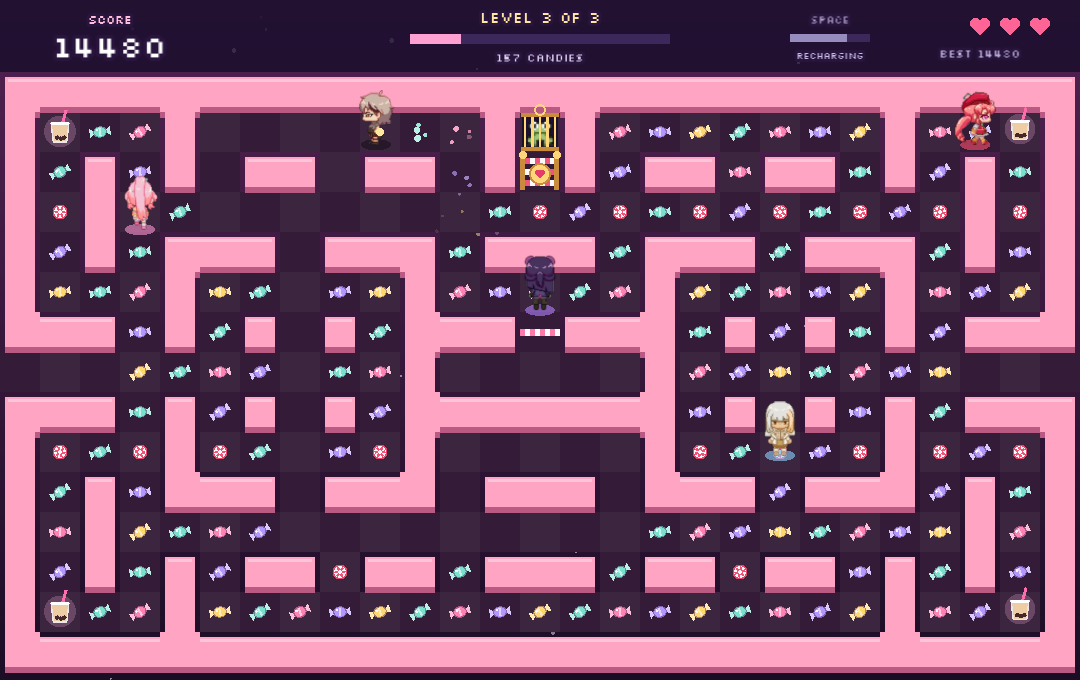 SCORE
14480
LEVEL 3 OF 3
157 CANDIES
SPACE
RECHARGING
BEST 14480